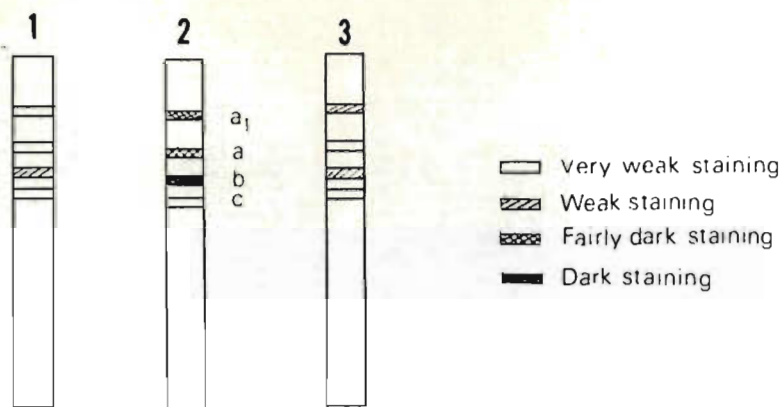 1 2 3
a1
a
b
c
Very weak staining
Weak staining
Fairly dark staining
Dark staining